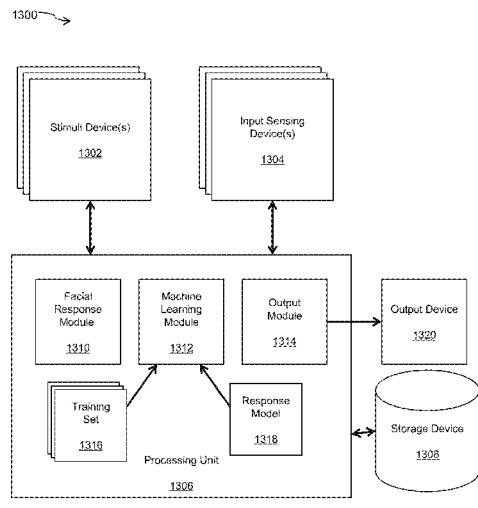 1300
Stimuli Device(s)
1302
Input Sensing
Device(s)
1304
Facial
Response
Module
1310
Machine
Learning
Module
1312
Output
Module
1314
Output Device
1320
Training
Set
1316
Response
Model
1318
Storage Device
1308
Processing Unit
1306